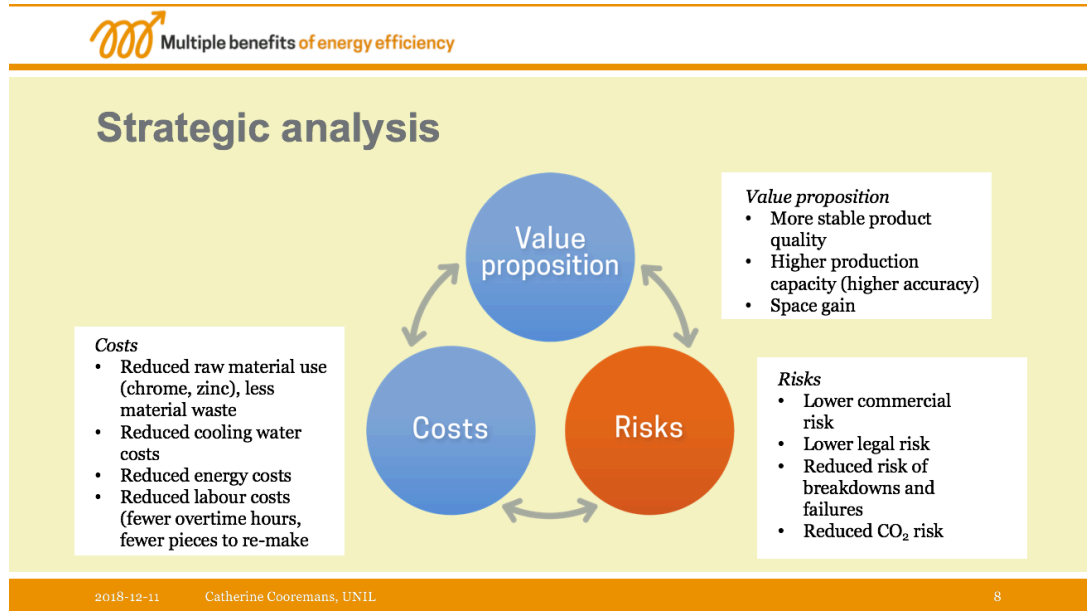 Multiple benefits of energy efficiency
Strategic analysis
Value
proposition
Costs
Risks
Value proposition
• More stable product
quality
• Higher production
capacity (higher accuracy)
• Space gain
Costs
• Reduced raw material use
(chrome, zinc), less
material waste
• Reduced cooling water
costs
• Reduced energy costs
• Reduced labour costs
(fewer overtime hours,
fewer pieces to re-make
Risks
• Lower commercial
risk
• Lower legal risk
• Reduced risk of
breakdowns and
failures
• Reduced CO₂ risk
2018-12-11 Catherine Cooremans, UNIL 8